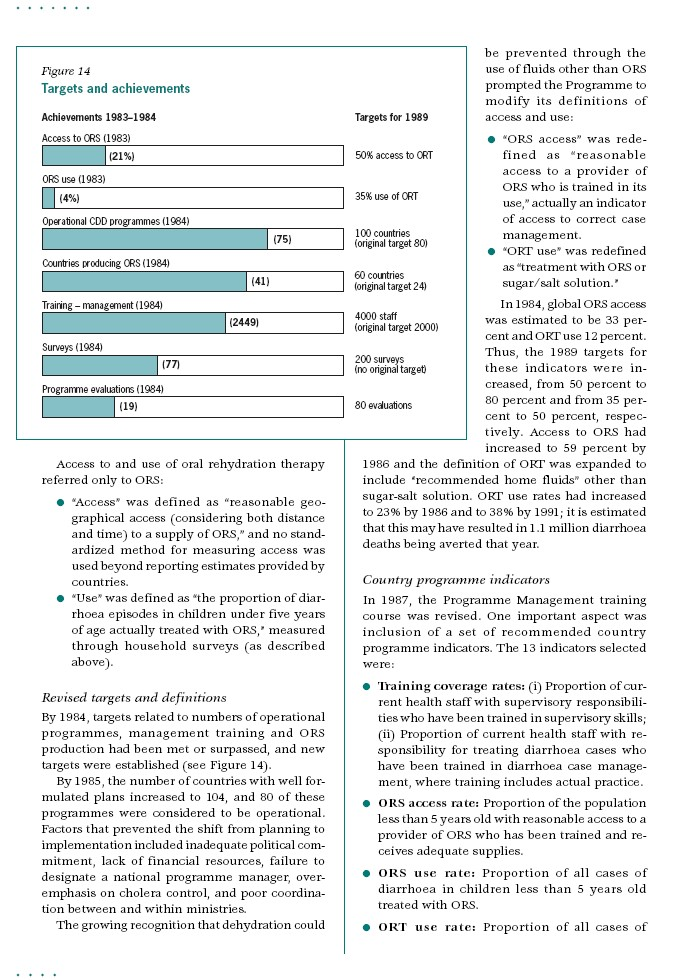 Figure 14
Targets and achievements
Achievements 1983–1984
Targets for 1989
Access to ORS (1983)
(21%)
50% access to ORT
ORS use (1983)
(4%)
35% use of ORT
Operational CDD programmes (1984)
(75)
100 countries
(original target 80)
Countries producing ORS (1984)
(41)
60 countries
(original target 24)
Training – management (1984)
(2449)
4000 staff
(original target 2000)
Surveys (1984)
(77)
200 surveys
(no original target)
Programme evaluations (1984)
(19)
80 evaluations
Access to and use of oral rehydration therapy
referred only to ORS:
● “Access” was defined as “reasonable geo-
graphical access (considering both distance
and time) to a supply of ORS,” and no stand-
ardized method for measuring access was
used beyond reporting estimates provided by
countries.
● “Use” was defined as “the proportion of diar-
rhoea episodes in children under five years
of age actually treated with ORS,” measured
through household surveys (as described
above).
Revised targets and definitions
By 1984, targets related to numbers of operational
programmes, management training and ORS
production had been met or surpassed, and new
targets were established (see Figure 14).
By 1985, the number of countries with well for-
mulated plans increased to 104, and 80 of these
programmes were considered to be operational.
Factors that prevented the shift from planning to
implementation included inadequate political com-
mitment, lack of financial resources, failure to
designate a national programme manager, over-
emphasis on cholera control, and poor coordina-
tion between and within ministries.
The growing recognition that dehydration could
be prevented through the
use of fluids other than ORS
prompted the Programme to
modify its definitions of
access and use:
● “ORS access” was rede-
fined as “reasonable
access to a provider of
ORS who is trained in its
use,” actually an indicator
of access to correct case
management.
● “ORT use” was redefined
as “treatment with ORS or
sugar/salt solution.”
In 1984, global ORS access
was estimated to be 33 per-
cent and ORT use 12 percent.
Thus, the 1989 targets for
these indicators were in-
creased, from 50 percent to
80 percent and from 35 per-
cent to 50 percent, respec-
tively. Access to ORS had
increased to 59 percent by
1986 and the definition of ORT was expanded to
include “recommended home fluids” other than
sugar-salt solution. ORT use rates had increased
to 23% by 1986 and to 38% by 1991; it is estimated
that this may have resulted in 1.1 million diarrhoea
deaths being averted that year.
Country programme indicators
In 1987, the Programme Management training
course was revised. One important aspect was
inclusion of a set of recommended country
programme indicators. The 13 indicators selected
were:
● Training coverage rates: (i) Proportion of cur-
rent health staff with supervisory responsibili-
ties who have been trained in supervisory skills;
(ii) Proportion of current health staff with re-
sponsibility for treating diarrhoea cases who
have been trained in diarrhoea case manage-
ment, where training includes actual practice.
● ORS access rate: Proportion of the population
less than 5 years old with reasonable access to a
provider of ORS who has been trained and re-
ceives adequate supplies.
● ORS use rate: Proportion of all cases of
diarrhoea in children less than 5 years old
treated with ORS.
● ORT use rate: Proportion of all cases of